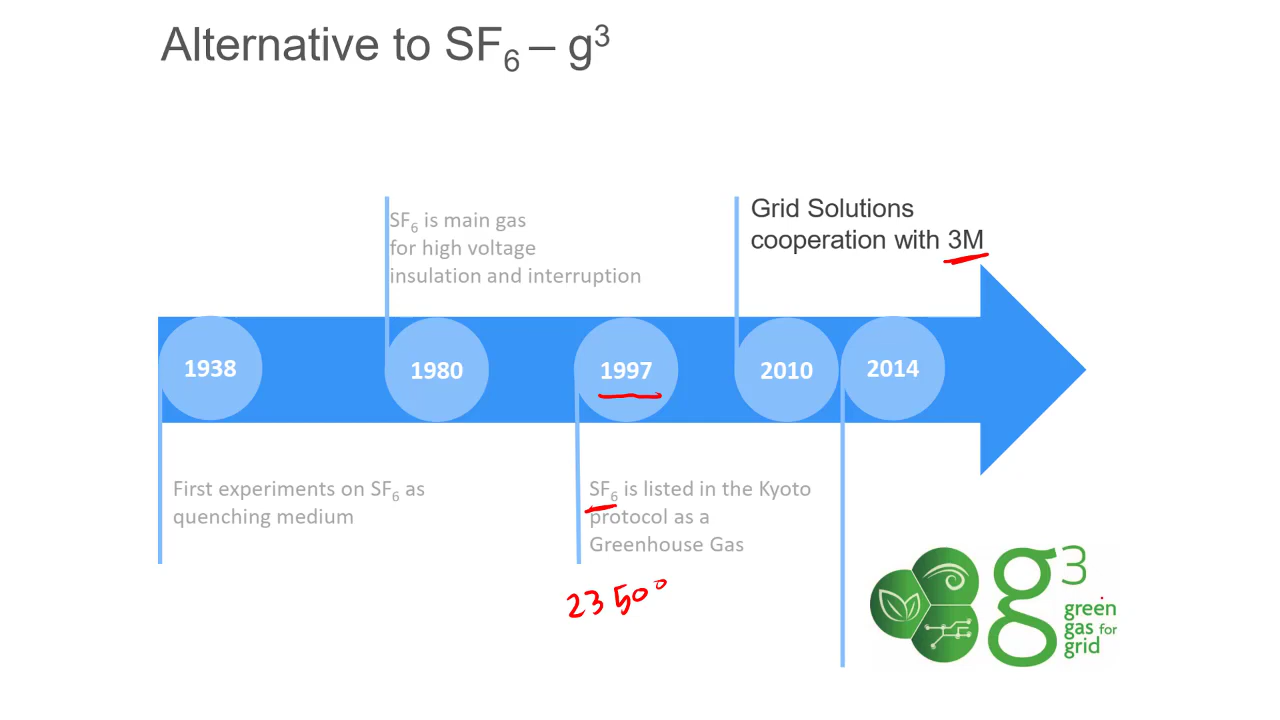 Alternative to SF₆ – g³
SF₆ is main gas
for high voltage
insulation and interruption
Grid Solutions
cooperation with 3M
1938
1980
1997
2010
2014
First experiments on SF₆ as
quenching medium
SF₆ is listed in the Kyoto
protocol as a
Greenhouse Gas
23500
g³
green
gas for
grid